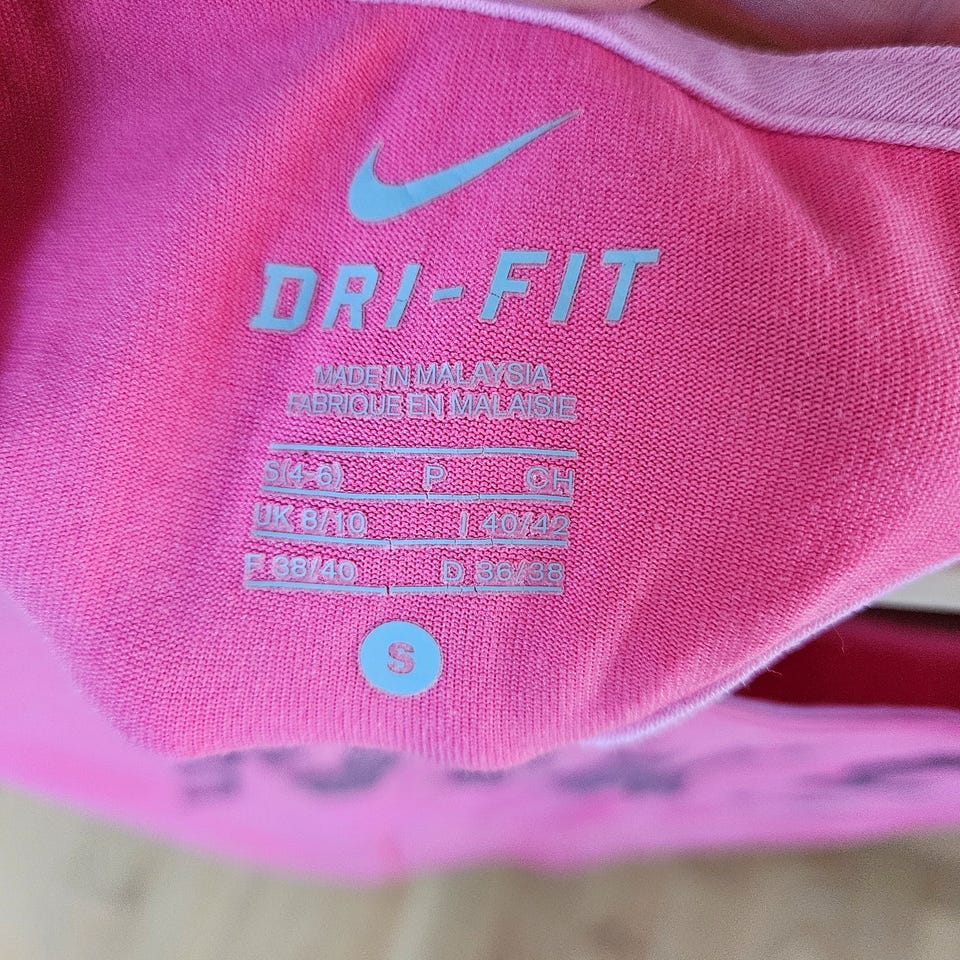 DRI-FIT
MADE IN MALAYSIA
FABRIQUE EN MALAISIE
S(4-6) P CH
UK 8/10 I 40/42
F 38/40 D 36/38
S